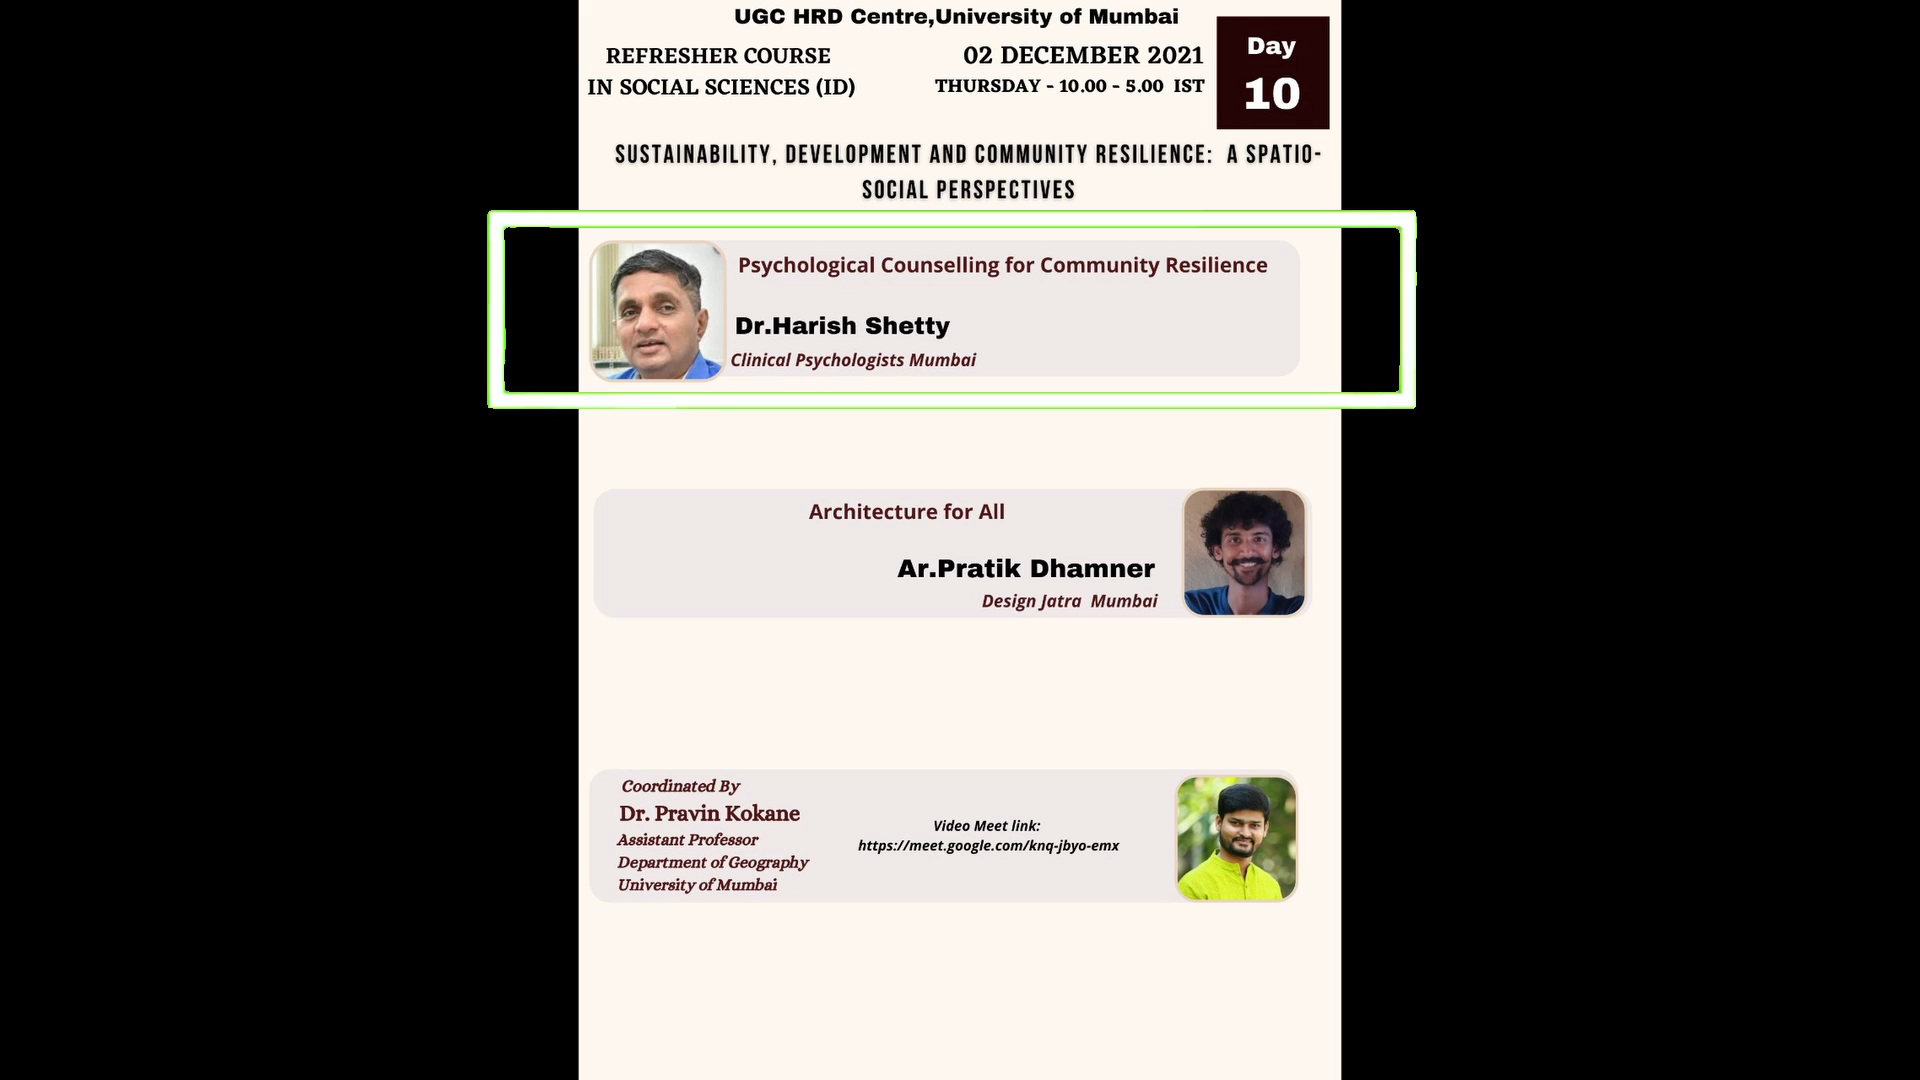 UGC HRD Centre,University of Mumbai
REFRESHER COURSE
IN SOCIAL SCIENCES (ID)
02 DECEMBER 2021
THURSDAY - 10.00 - 5.00 IST
Day
10
SUSTAINABILITY, DEVELOPMENT AND COMMUNITY RESILIENCE: A SPATIO-
SOCIAL PERSPECTIVES
Psychological Counselling for Community Resilience
Dr.Harish Shetty
Clinical Psychologists Mumbai
Architecture for All
Ar.Pratik Dhamner
Design Jatra Mumbai
Coordinated By
Dr. Pravin Kokane
Assistant Professor
Department of Geography
University of Mumbai
Video Meet link:
https://meet.google.com/knq-jbyo-emx